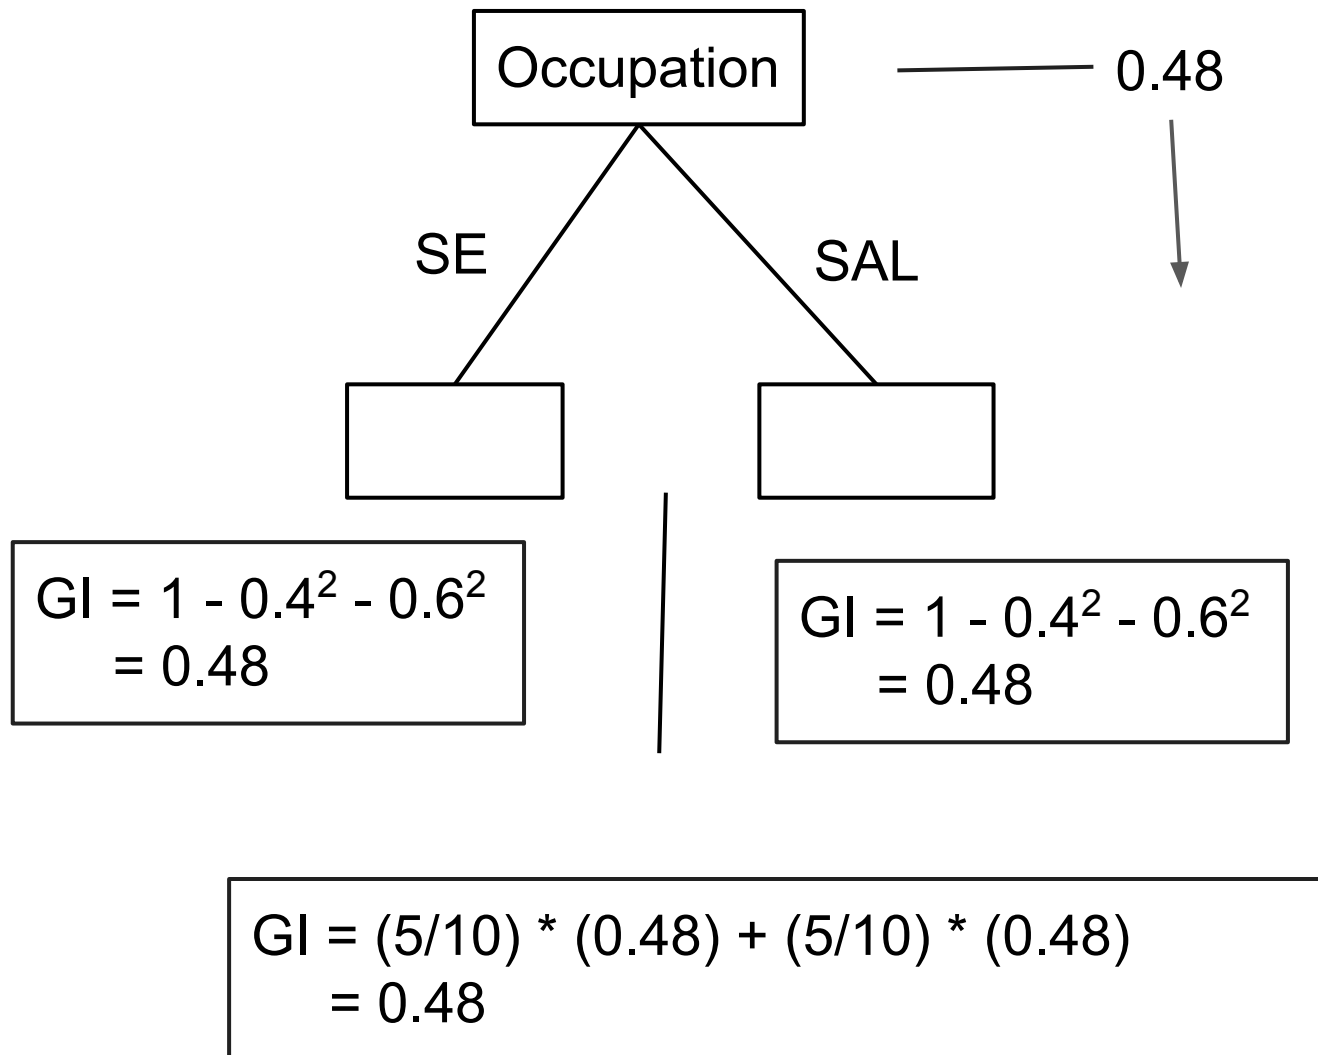 Occupation
0.48
SE
SAL
GI = 1 - 0.4² - 0.6²
= 0.48
GI = 1 - 0.4² - 0.6²
= 0.48
GI = (5/10) * (0.48) + (5/10) * (0.48)
= 0.48